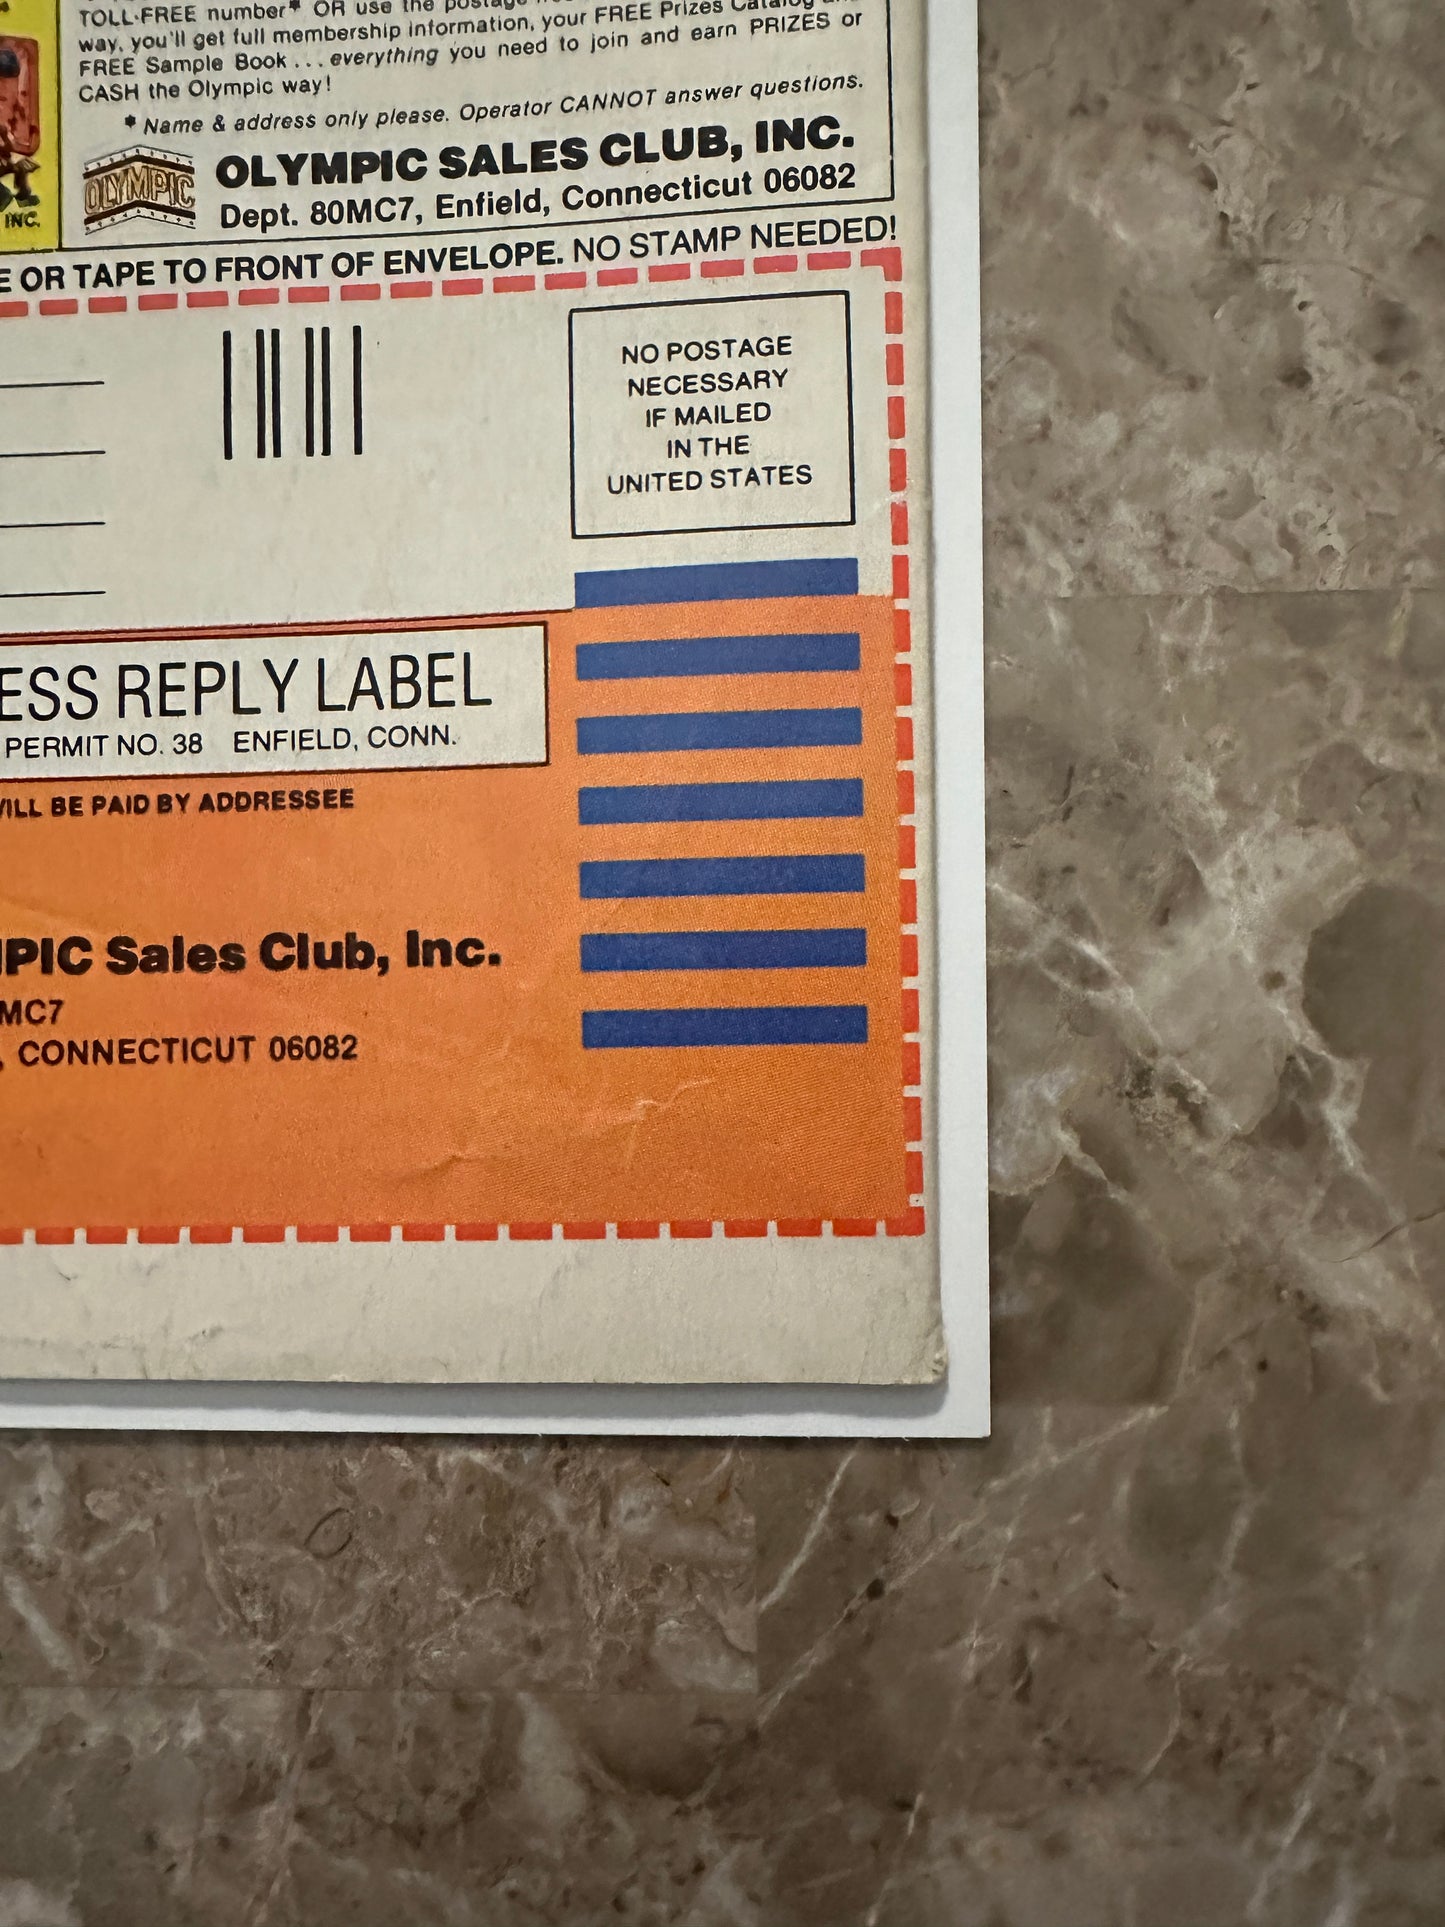 TOLL-FREE number* OR use the postage
way, you'll get full membership information, your FREE Prizes Catalog
FREE Sample Book...everything you need to join and earn PRIZES or
CASH the Olympic way!
* Name & address only please. Operator CANNOT answer questions.
OLYMPIC
OLYMPIC SALES CLUB, INC.
Dept. 80MC7, Enfield, Connecticut 06082
INC.
E OR TAPE TO FRONT OF ENVELOPE. NO STAMP NEEDED!
NO POSTAGE
NECESSARY
IF MAILED
IN THE
UNITED STATES
ESS REPLY LABEL
PERMIT NO. 38 ENFIELD, CONN.
WILL BE PAID BY ADDRESSEE
MPIC Sales Club, Inc.
MC7
, CONNECTICUT 06082